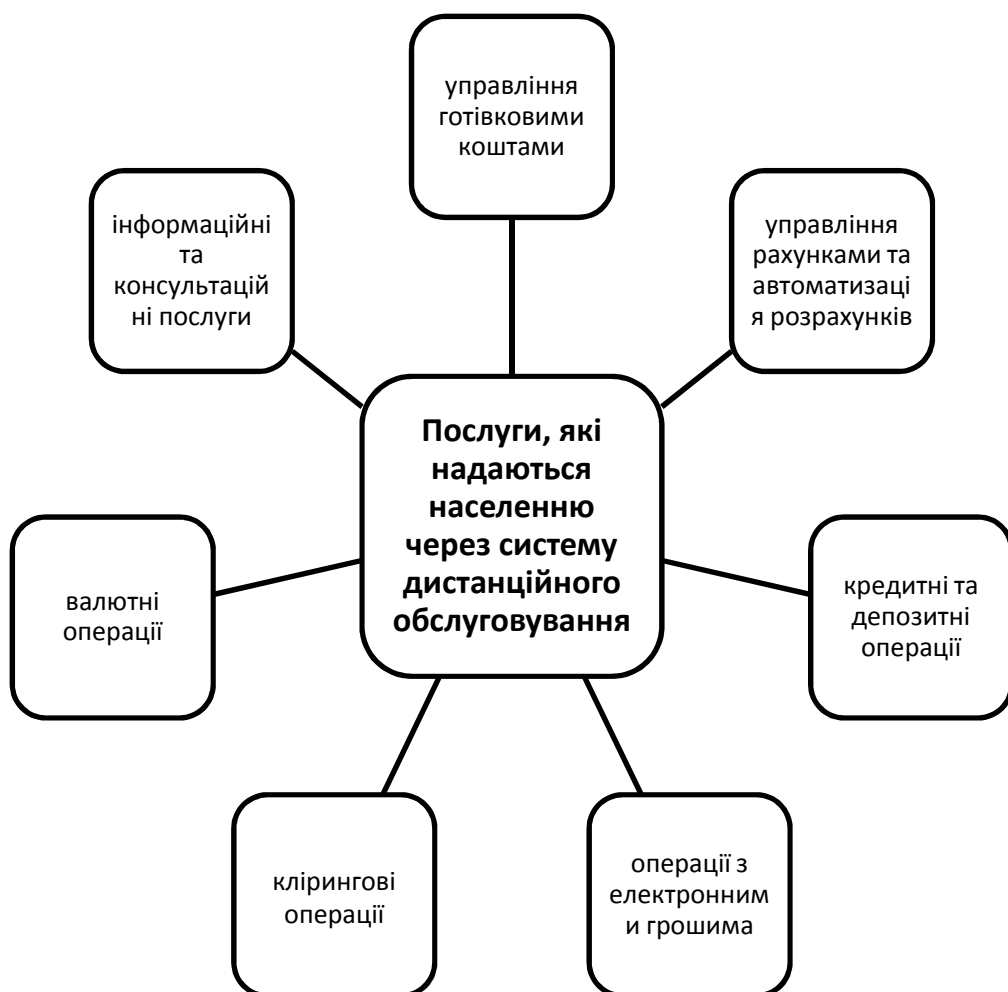 управління
готівковими
коштами
інформаційні
та
консультацій
ні послуги
управління
рахунками та
автоматизаці
я розрахунків
Послуги, які
надаються
населенню
через систему
дистанційного
обслуговування
валютні
операції
кредитні та
депозитні
операції
клірингові
операції
операції з
електронним
и грошима